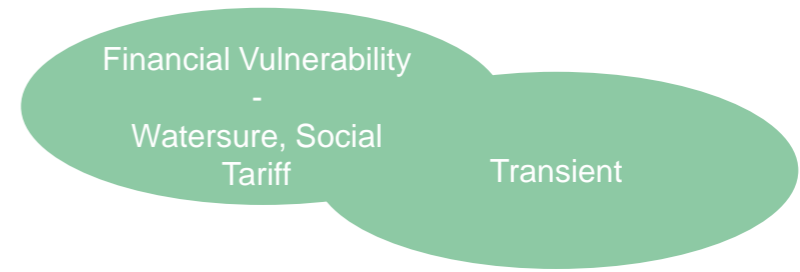 Financial Vulnerability
-
Watersure, Social
Tariff
Transient